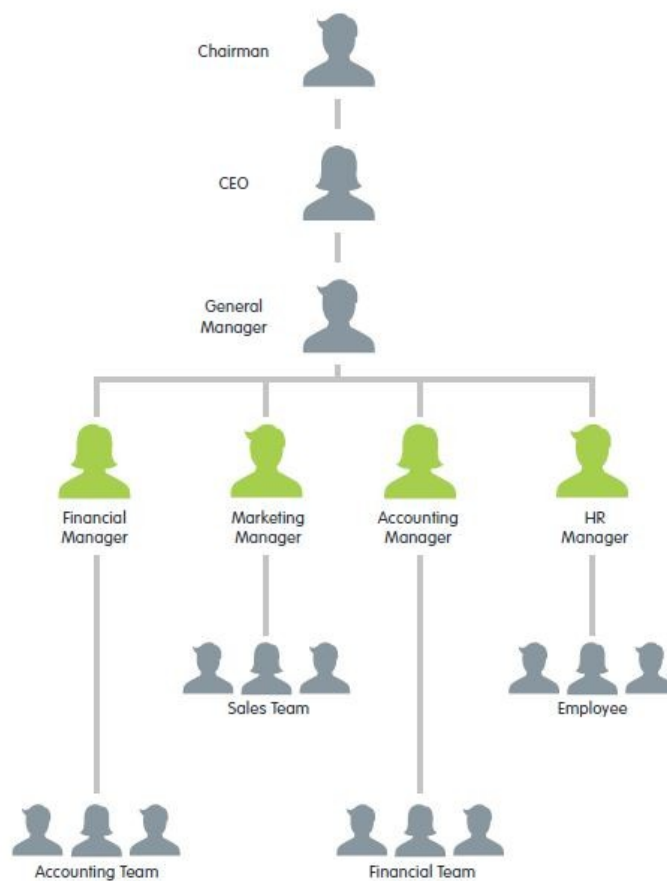 Chairman
CEO
General
Manager
Financial
Manager
Marketing
Manager
Accounting
Manager
HR
Manager
Sales Team
Employee
Accounting Team
Financial Team